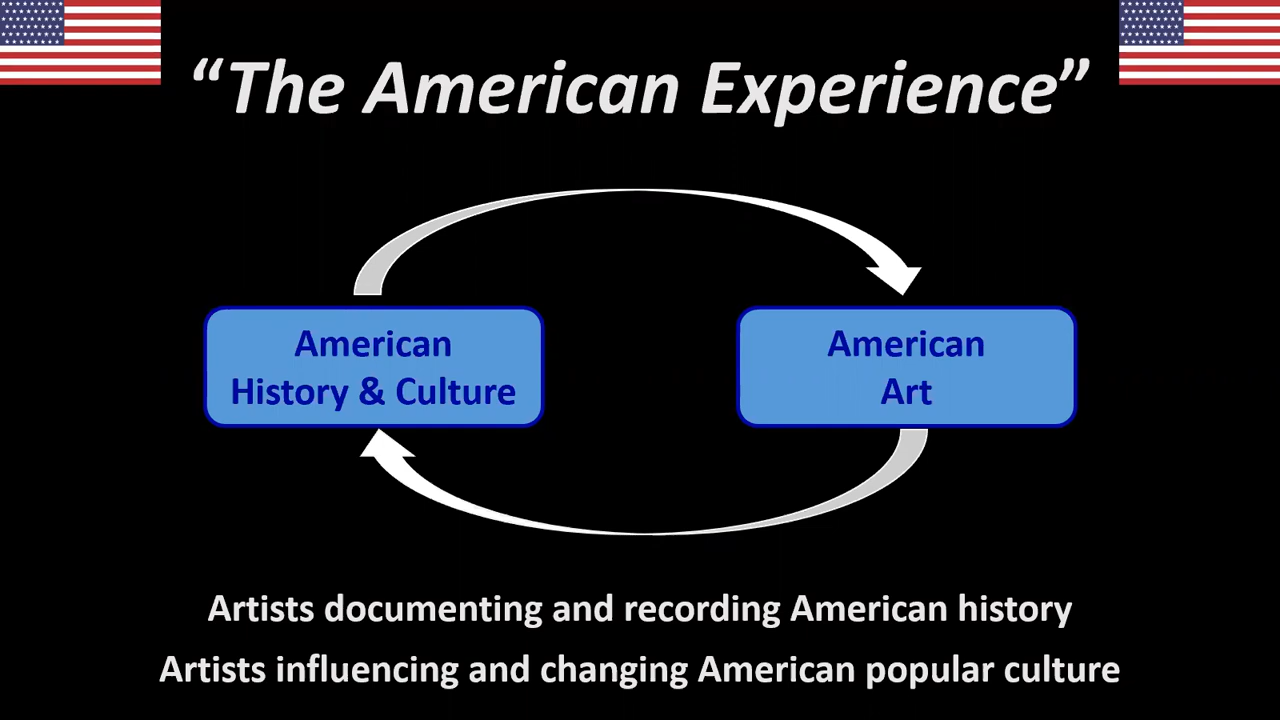 “The American Experience”
American
History & Culture
American
Art
Artists documenting and recording American history
Artists influencing and changing American popular culture